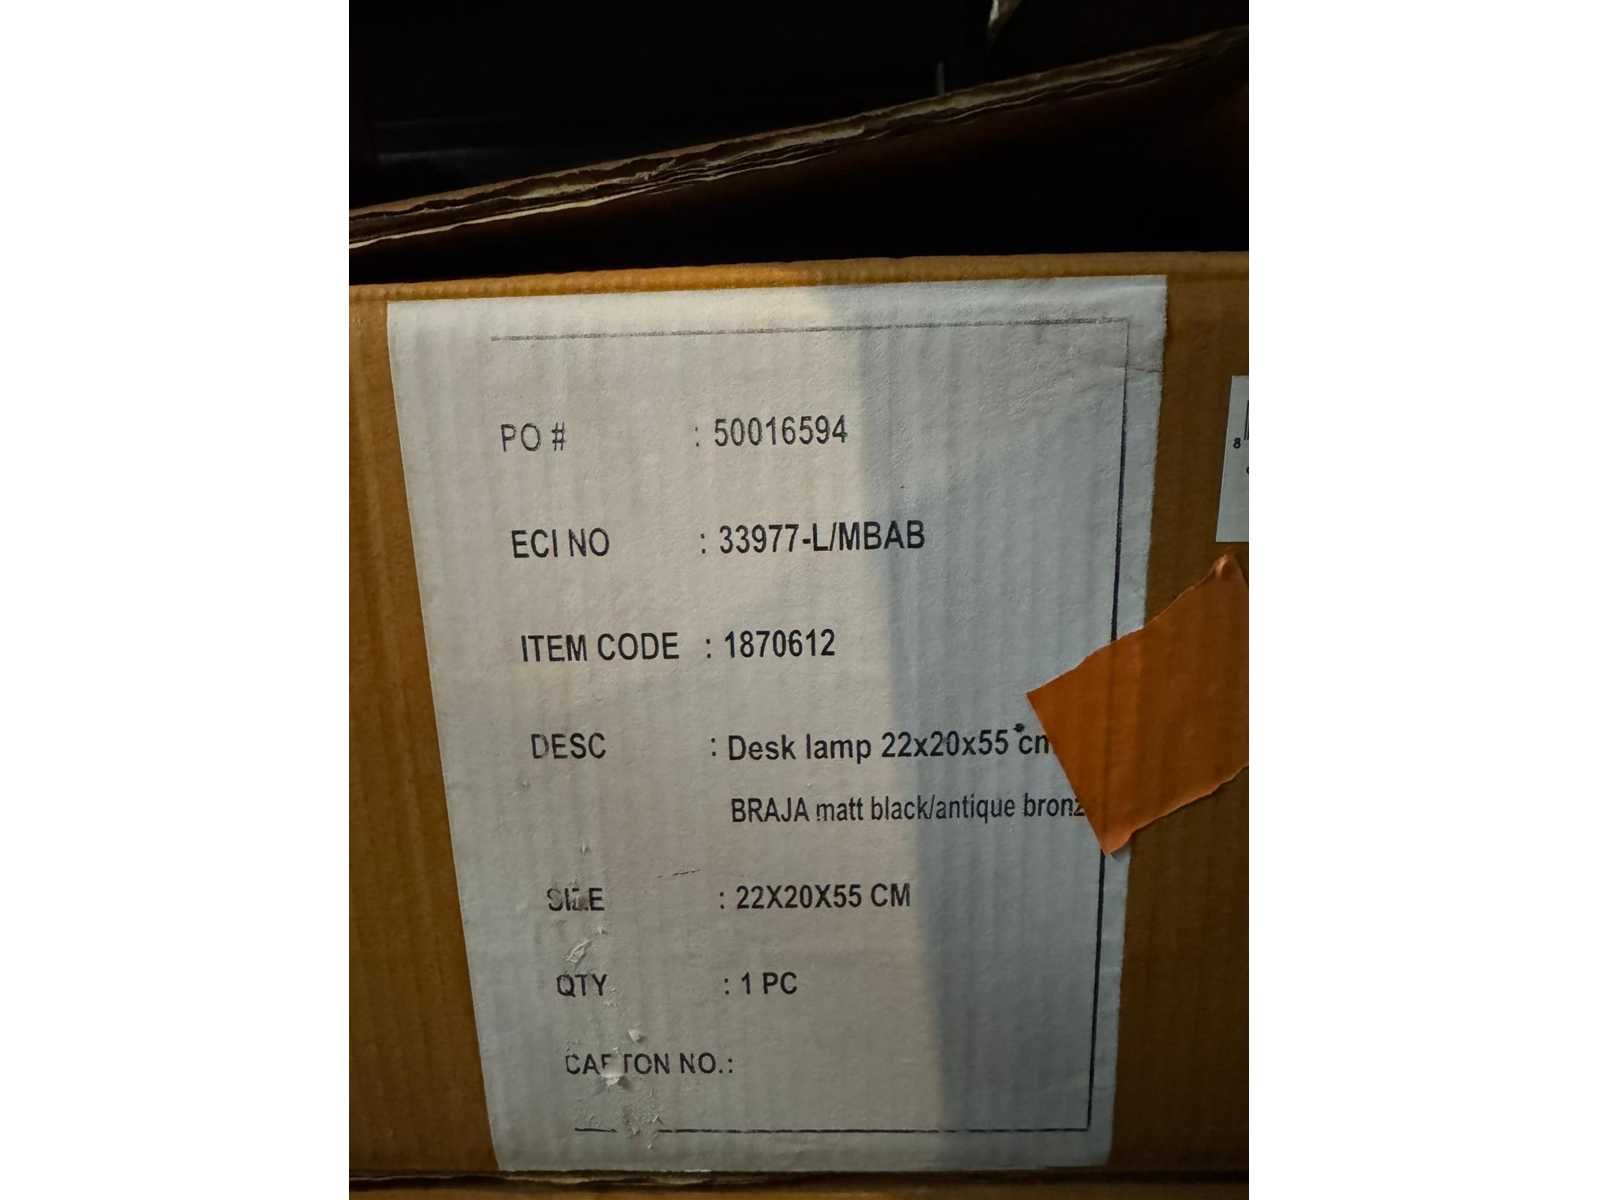 PO # : 50016594
ECI NO : 33977-L/MBAB
ITEM CODE : 1870612
DESC : Desk lamp 22x20x55 cm
BRAJA matt black/antique bronz
SIZE : 22X20X55 CM
QTY : 1 PC
CARTON NO.:
8